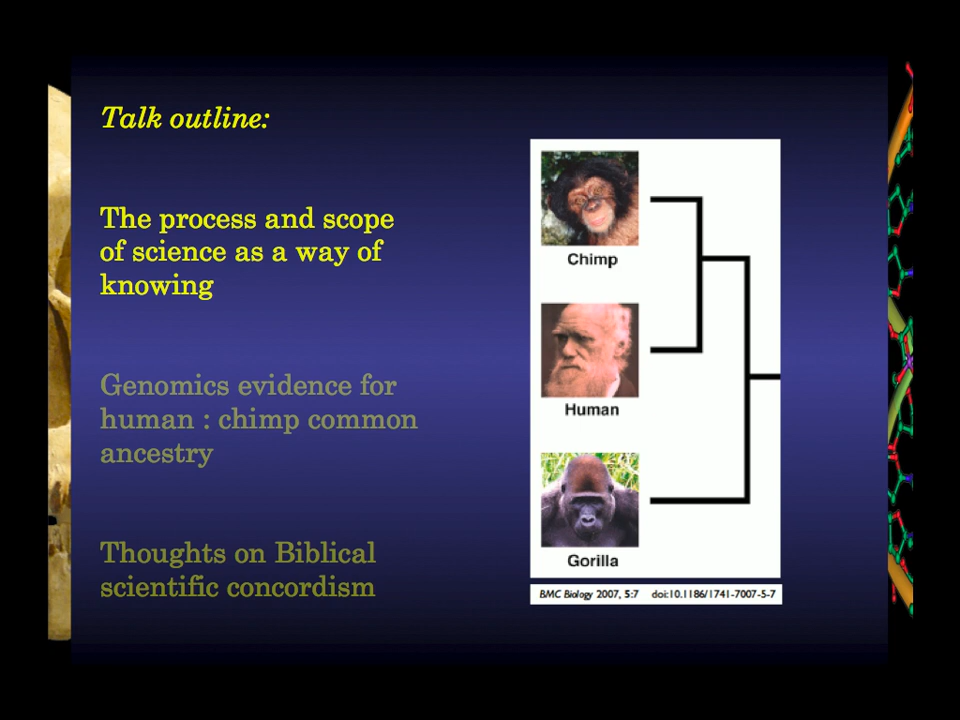 Talk outline:
The process and scope
of science as a way of
knowing
Genomics evidence for
human : chimp common
ancestry
Thoughts on Biblical
scientific concordism
Chimp
Human
Gorilla
BMC Biology 2007, 5:7 doi:10.1186/1741-7007-5-7